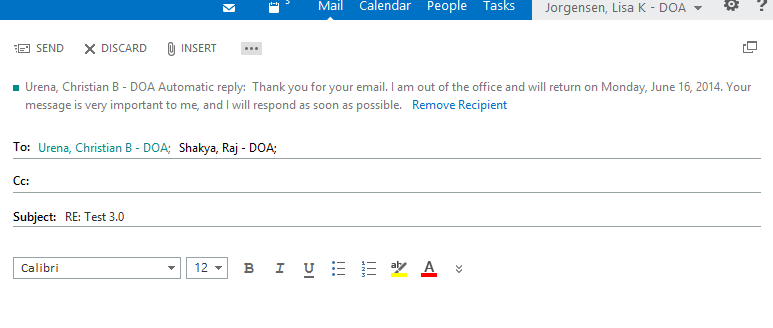 3 Mail Calendar People Tasks Jorgensen, Lisa K - DOA ?
SEND DISCARD INSERT
Urena, Christian B - DOA Automatic reply: Thank you for your email. I am out of the office and will return on Monday, June 16, 2014. Your
message is very important to me, and I will respond as soon as possible. Remove Recipient
To: Urena, Christian B - DOA; Shakya, Raj - DOA;
Cc:
Subject: RE: Test 3.0
Calibri 12 B I U ab A